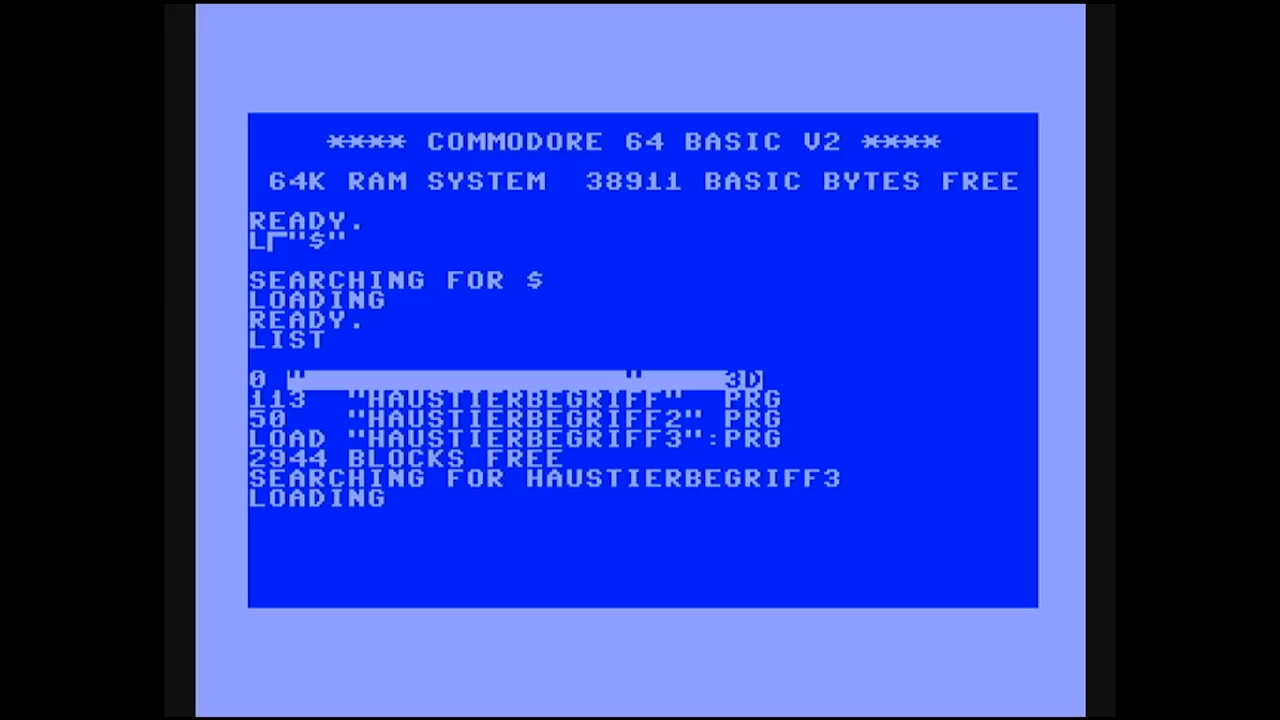 **** COMMODORE 64 BASIC V2 ****
64K RAM SYSTEM  38911 BASIC BYTES FREE
READY.
L┌"$"
SEARCHING FOR $
LOADING
READY.
LIST
0 "                " 3D
113 "HAUSTIERBEGRIFF" PRG
50 "HAUSTIERBEGRIFF2" PRG
LOAD "HAUSTIERBEGRIFF3":PRG
2944 BLOCKS FREE
SEARCHING FOR HAUSTIERBEGRIFF3
LOADING